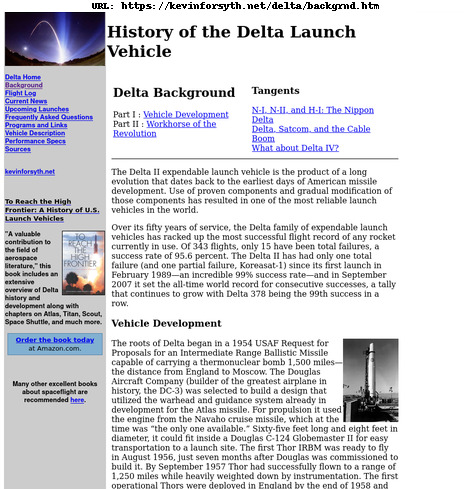 URL: https://kevinforsyth.net/delta/backgrnd.htm
History of the Delta Launch
Vehicle
Delta Home
Background
Flight Log
Current News
Upcoming Launches
Frequently Asked Questions
Programs and Links
Vehicle Description
Performance Specs
Sources
kevinforsyth.net
To Reach the High
Frontier: A History of U.S.
Launch Vehicles
"A valuable
contribution to
the field of
aerospace
literature," this
book includes an
extensive
overview of Delta
history and
development along with
chapters on Atlas, Titan, Scout,
Space Shuttle, and much more.
TO
REACH
THE HIGH
FRONTIER
Order the book today
at Amazon.com.
Many other excellent books
about spaceflight are
recommended here.
Delta Background
Part I : Vehicle Development
Part II : Workhorse of the
Revolution
Tangents
N-I, N-II, and H-I: The Nippon
Delta
Delta, Satcom, and the Cable
Boom
What about Delta IV?
The Delta II expendable launch vehicle is the product of a long
evolution that dates back to the earliest days of American missile
development. Use of proven components and gradual modification of
those components has resulted in one of the most reliable launch
vehicles in the world.
Over its fifty years of service, the Delta family of expendable launch
vehicles has racked up the most successful flight record of any rocket
currently in use. Of 343 flights, only 15 have been total failures, a
success rate of 95.6 percent. The Delta II has had only one total
failure (and one partial failure, Koreasat-1) since its first launch in
February 1989—an incredible 99% success rate—and in September
2007 it set the all-time world record for consecutive successes, a tally
that continues to grow with Delta 378 being the 99th success in a
row.
Vehicle Development
The roots of Delta began in a 1954 USAF Request for
Proposals for an Intermediate Range Ballistic Missile
capable of carrying a thermonuclear bomb 1,500 miles—
the distance from England to Moscow. The Douglas
Aircraft Company (builder of the greatest airplane in
history, the DC-3) was selected to build a design that
utilized the warhead and guidance system already in
development for the Atlas missile. For propulsion it used
the engine from the Navaho cruise missile, which at the
time was "the only one available." Sixty-five feet long and eight feet in
diameter, it could fit inside a Douglas C-124 Globemaster II for easy
transportation to a launch site. The first Thor IRBM was ready to fly
in August 1956, just seven months after Douglas was commissioned to
build it. By September 1957 Thor had successfully flown to a range of
1,250 miles while heavily weighted down by instrumentation. The first
operational Thors were deployed in England by the end of 1958 and